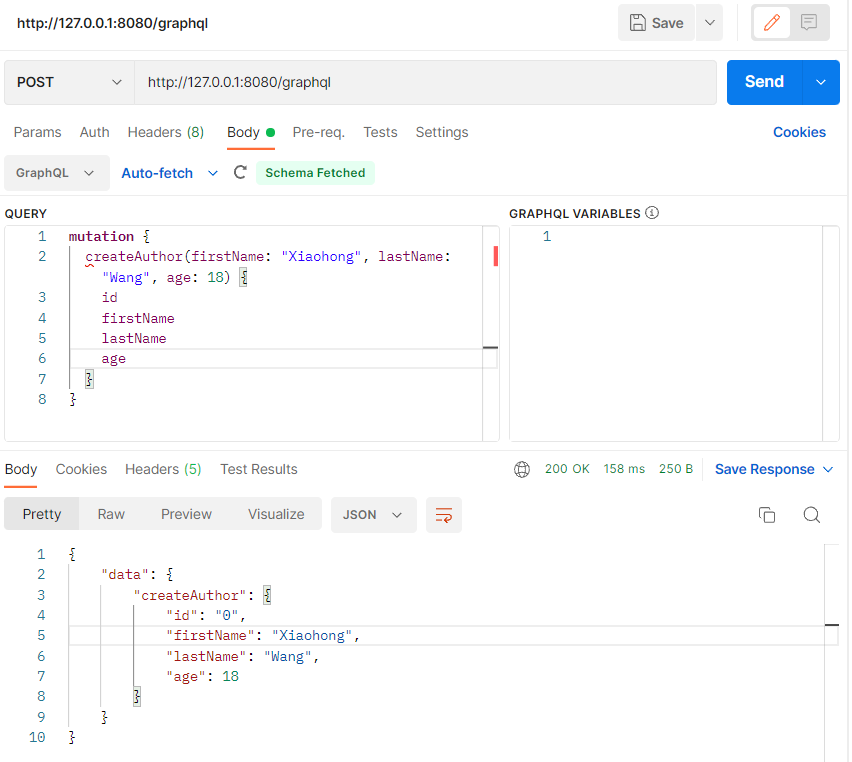 http://127.0.0.1:8080/graphql Save
POST http://127.0.0.1:8080/graphql Send
Params Auth Headers (8) Body Pre-req. Tests Settings Cookies
GraphQL Auto-fetch Schema Fetched
QUERY GRAPHQL VARIABLES
1 mutation { 1
2 createAuthor(firstName: "Xiaohong", lastName:
"Wang", age: 18) {
3 id
4 firstName
5 lastName
6 age
7 }
8 }
Body Cookies Headers (5) Test Results 200 OK 158 ms 250 B Save Response
Pretty Raw Preview Visualize JSON
1 {
2 "data": {
3 "createAuthor": {
4 "id": "0",
5 "firstName": "Xiaohong",
6 "lastName": "Wang",
7 "age": 18
8 }
9 }
10 }